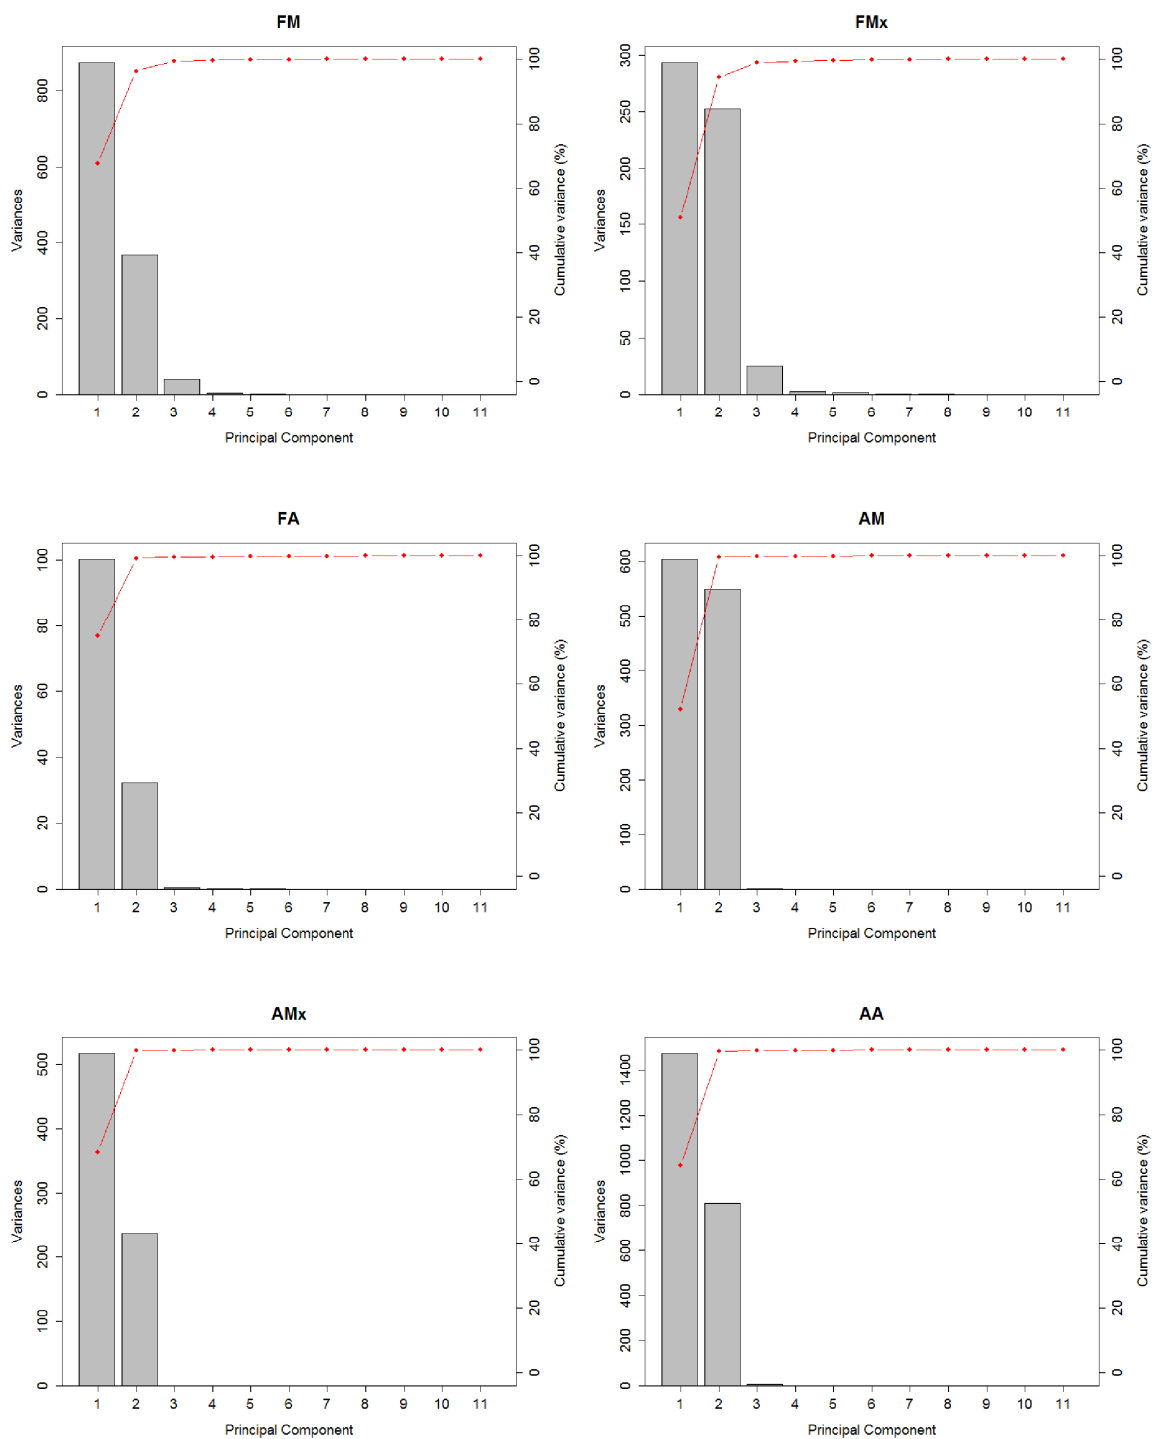 FM
Variances
0 200 400 600 800
Cumulative variance (%)
0 20 40 60 80 100
1 2 3 4 5 6 7 8 9 10 11
Principal Component
FMx
Variances
0 50 100 150 200 250 300
Cumulative variance (%)
0 20 40 60 80 100
1 2 3 4 5 6 7 8 9 10 11
Principal Component
FA
Variances
0 20 40 60 80 100
Cumulative variance (%)
0 20 40 60 80 100
1 2 3 4 5 6 7 8 9 10 11
Principal Component
AM
Variances
0 100 200 300 400 500 600
Cumulative variance (%)
0 20 40 60 80 100
1 2 3 4 5 6 7 8 9 10 11
Principal Component
AMx
Variances
0 100 200 300 400 500
Cumulative variance (%)
0 20 40 60 80 100
1 2 3 4 5 6 7 8 9 10 11
Principal Component
AA
Variances
0 200 400 600 800 1000 1200 1400
Cumulative variance (%)
0 20 40 60 80 100
1 2 3 4 5 6 7 8 9 10 11
Principal Component